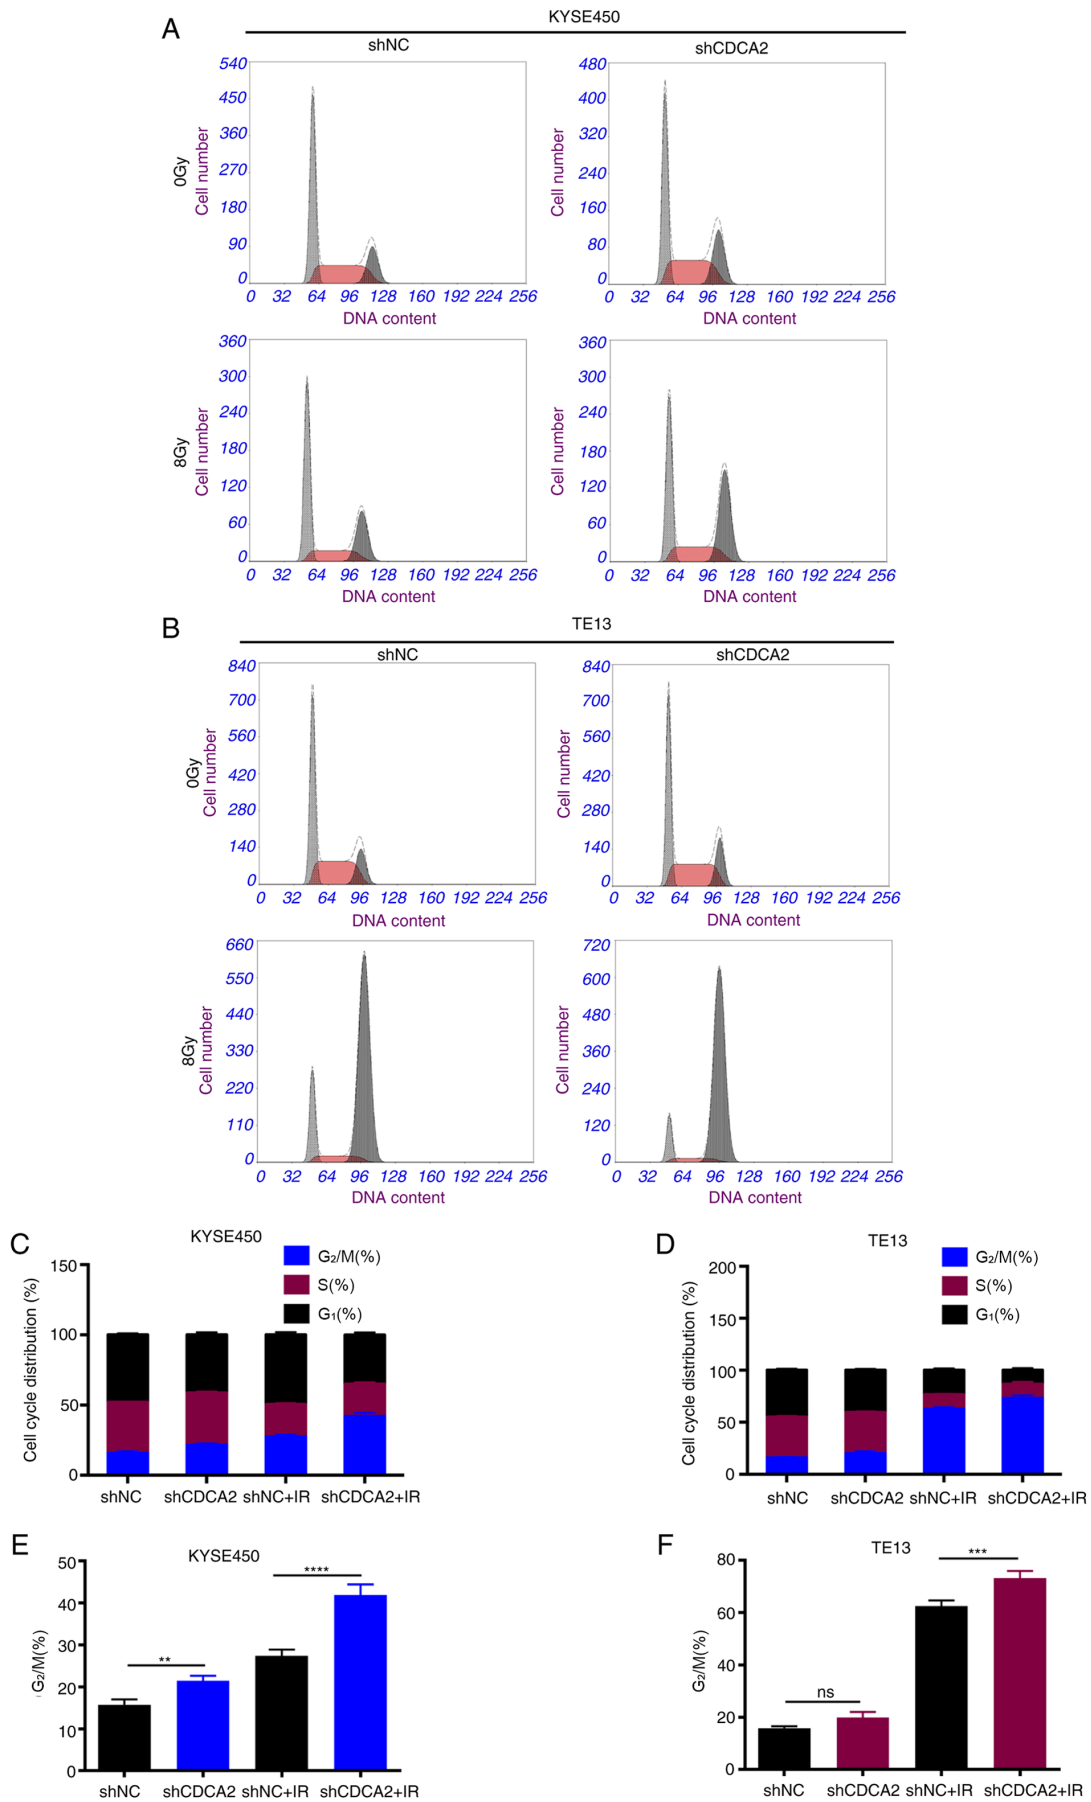 A
KYSE450
shNC
shCDCA2
0Gy
Cell number
540
450
360
270
180
90
0
0 32 64 96 128 160 192 224 256
DNA content
Cell number
480
400
320
240
160
80
0
0 32 64 96 128 160 192 224 256
DNA content
8Gy
Cell number
360
300
240
180
120
60
0
0 32 64 96 128 160 192 224 256
DNA content
Cell number
360
300
240
180
120
60
0
0 32 64 96 128 160 192 224 256
DNA content
B
TE13
shNC
shCDCA2
0Gy
Cell number
840
700
560
420
280
140
0
0 32 64 96 128 160 192 224 256
DNA content
Cell number
840
700
560
420
280
140
0
0 32 64 96 128 160 192 224 256
DNA content
8Gy
Cell number
660
550
440
330
220
110
0
0 32 64 96 128 160 192 224 256
DNA content
Cell number
720
600
480
360
240
120
0
0 32 64 96 128 160 192 224 256
DNA content
C
KYSE450
G₂/M(%)
S(%)
G₁(%)
Cell cycle distribution (%)
150
100
50
0
shNC shCDCA2 shNC+IR shCDCA2+IR
D
TE13
G₂/M(%)
S(%)
G₁(%)
Cell cycle distribution (%)
200
150
100
50
0
shNC shCDCA2 shNC+IR shCDCA2+IR
E
KYSE450
G₂/M(%)
50
40
30
20
10
0
**
****
shNC shCDCA2 shNC+IR shCDCA2+IR
F
TE13
G₂/M(%)
80
60
40
20
0
ns
***
shNC shCDCA2 shNC+IR shCDCA2+IR